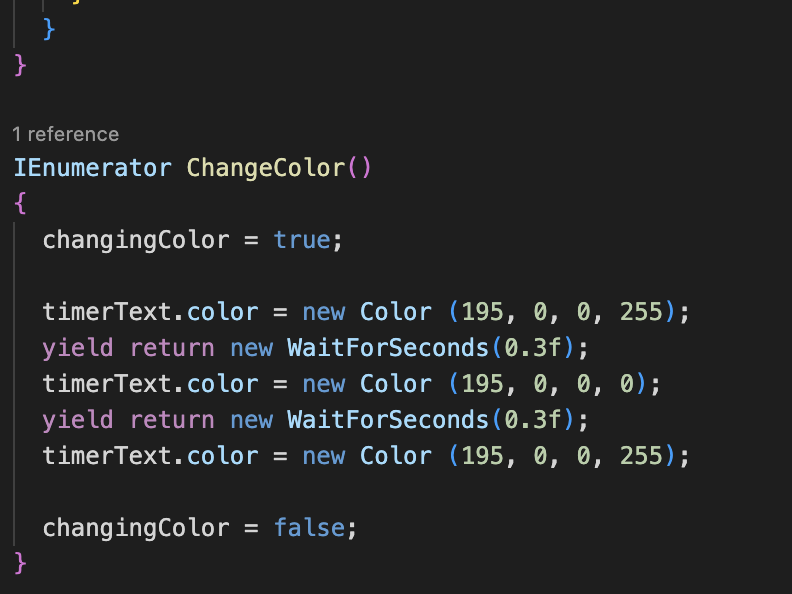 }
}
1 reference
IEnumerator ChangeColor()
{
changingColor = true;
timerText.color = new Color (195, 0, 0, 255);
yield return new WaitForSeconds(0.3f);
timerText.color = new Color (195, 0, 0, 0);
yield return new WaitForSeconds(0.3f);
timerText.color = new Color (195, 0, 0, 255);
changingColor = false;
}